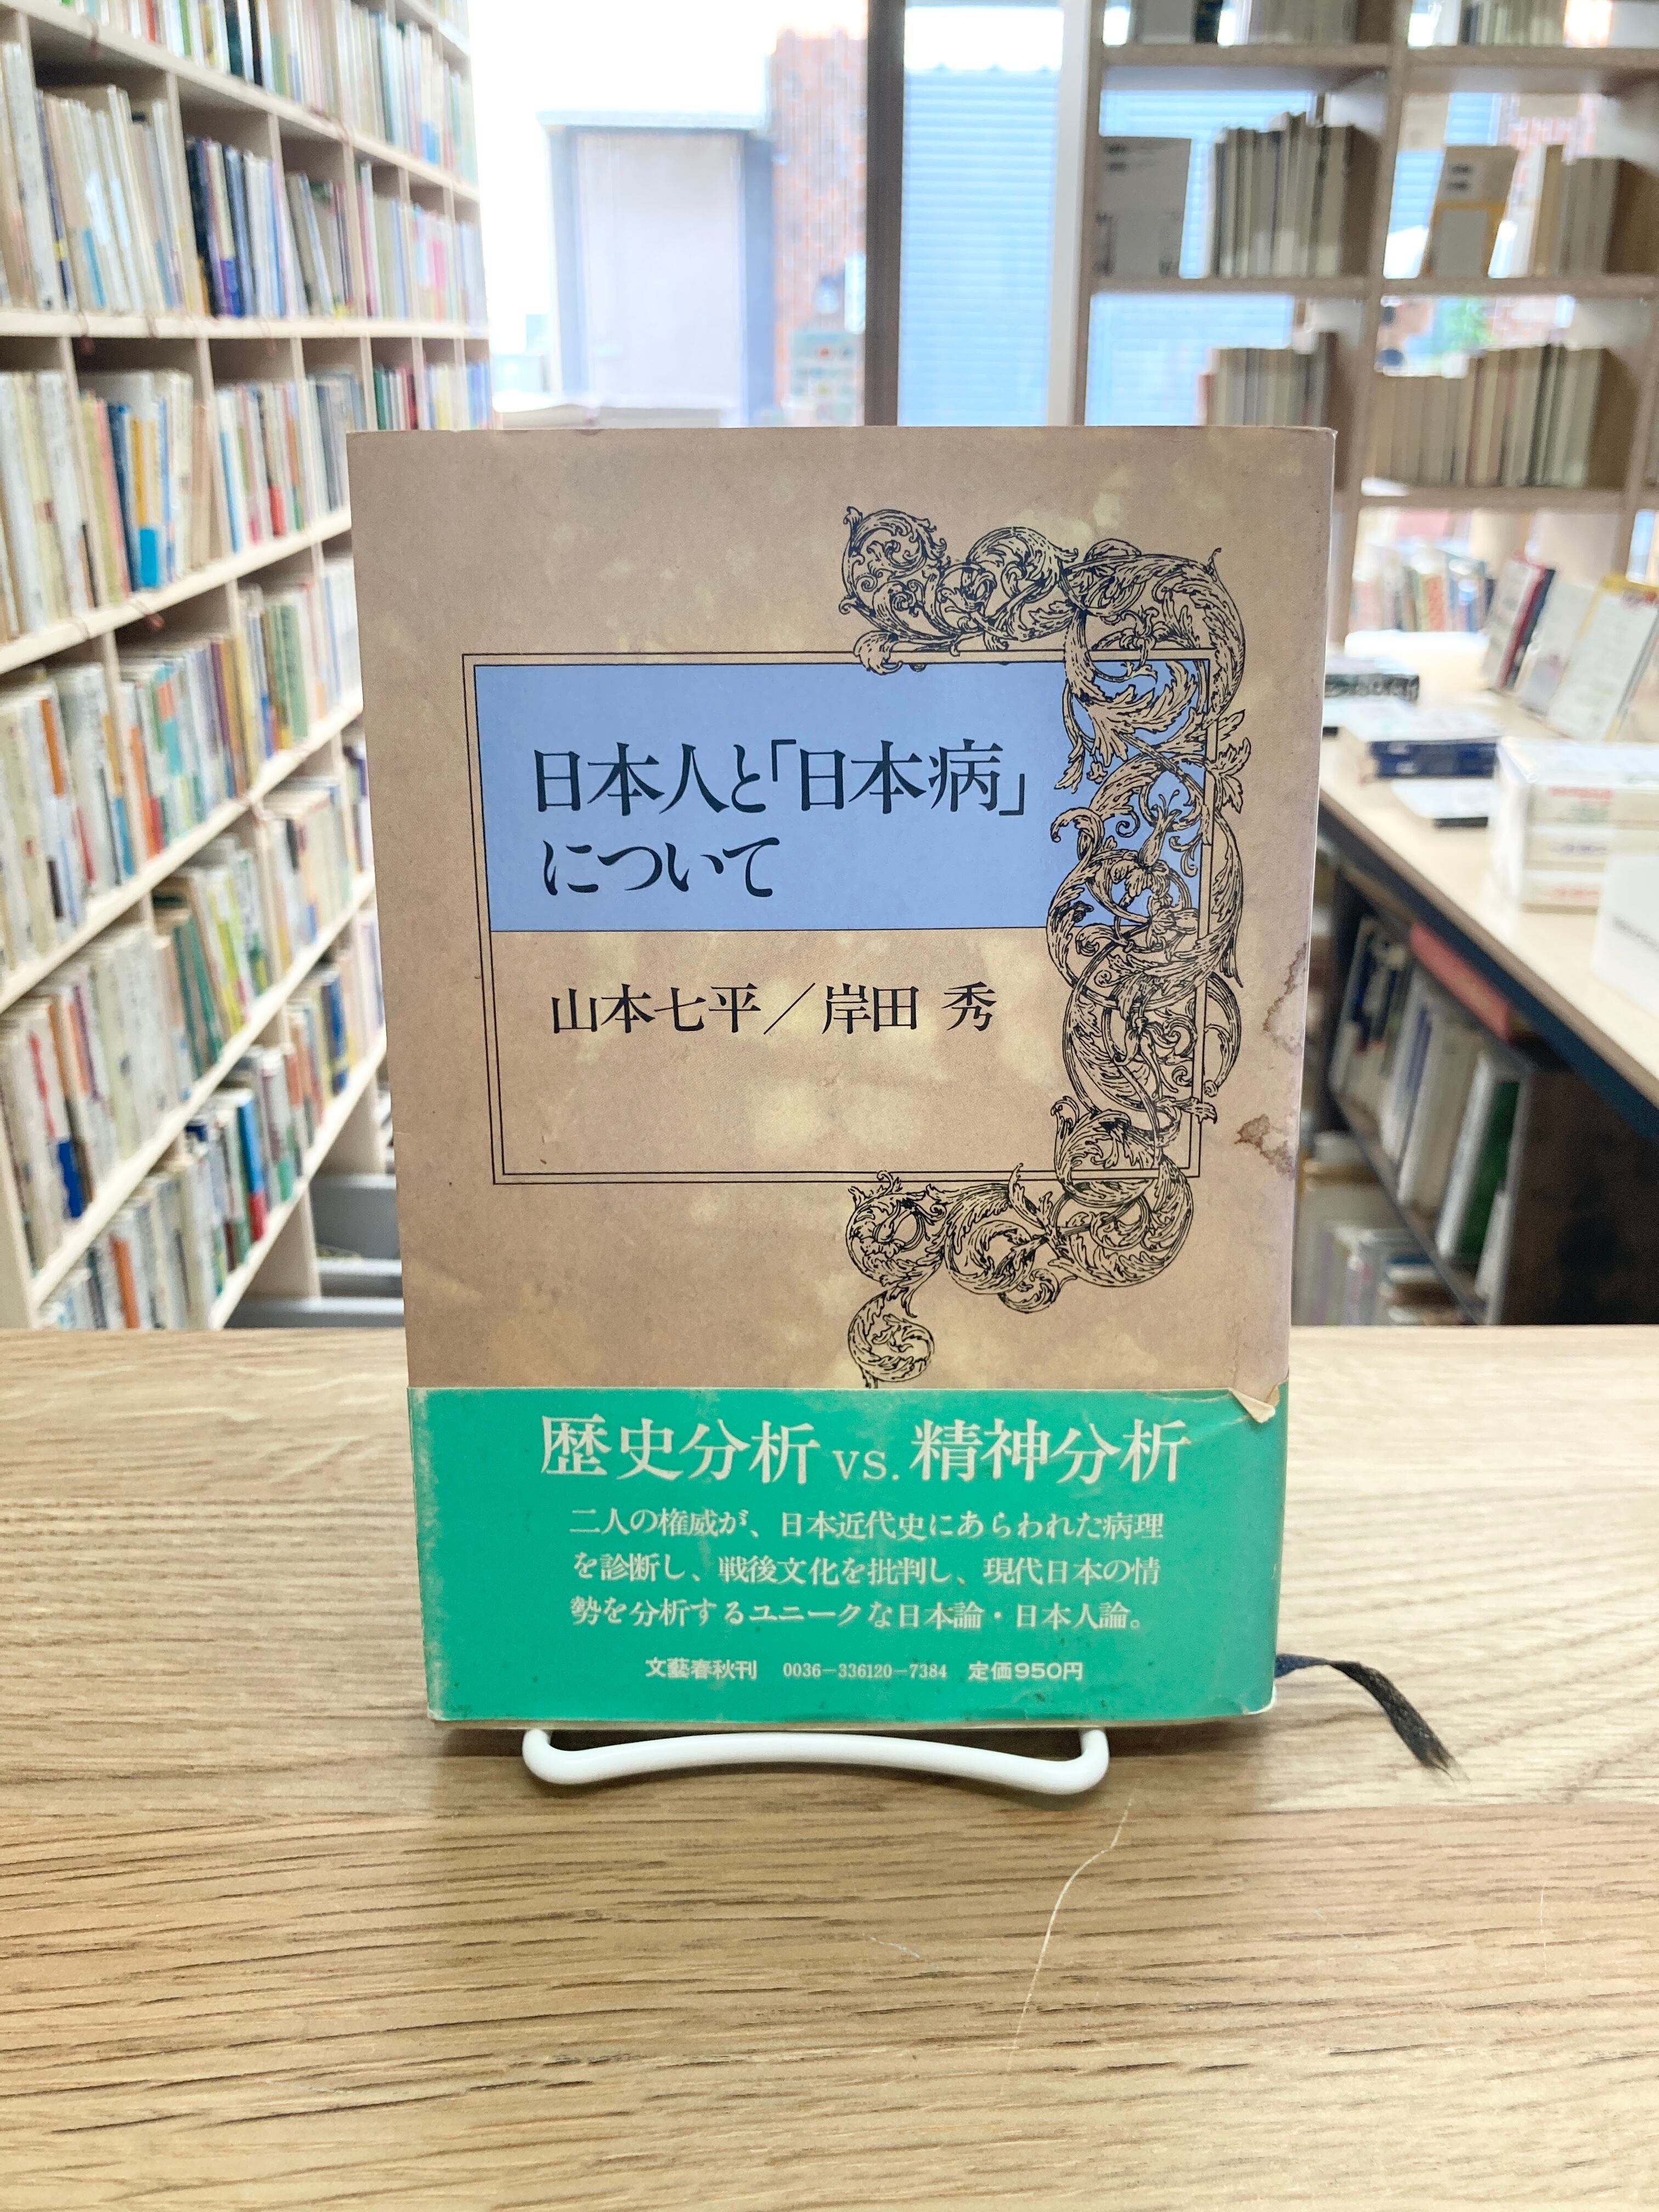 日本人と「日本病」
について
山本七平／岸田 秀
歴史分析 vs. 精神分析
二人の権威が、日本近代史にあらわれた病理
を診断し、戦後文化を批判し、現代日本の情
勢を分析するユニークな日本論・日本人論。
文藝春秋刊 0036-336120-7384 定価950円